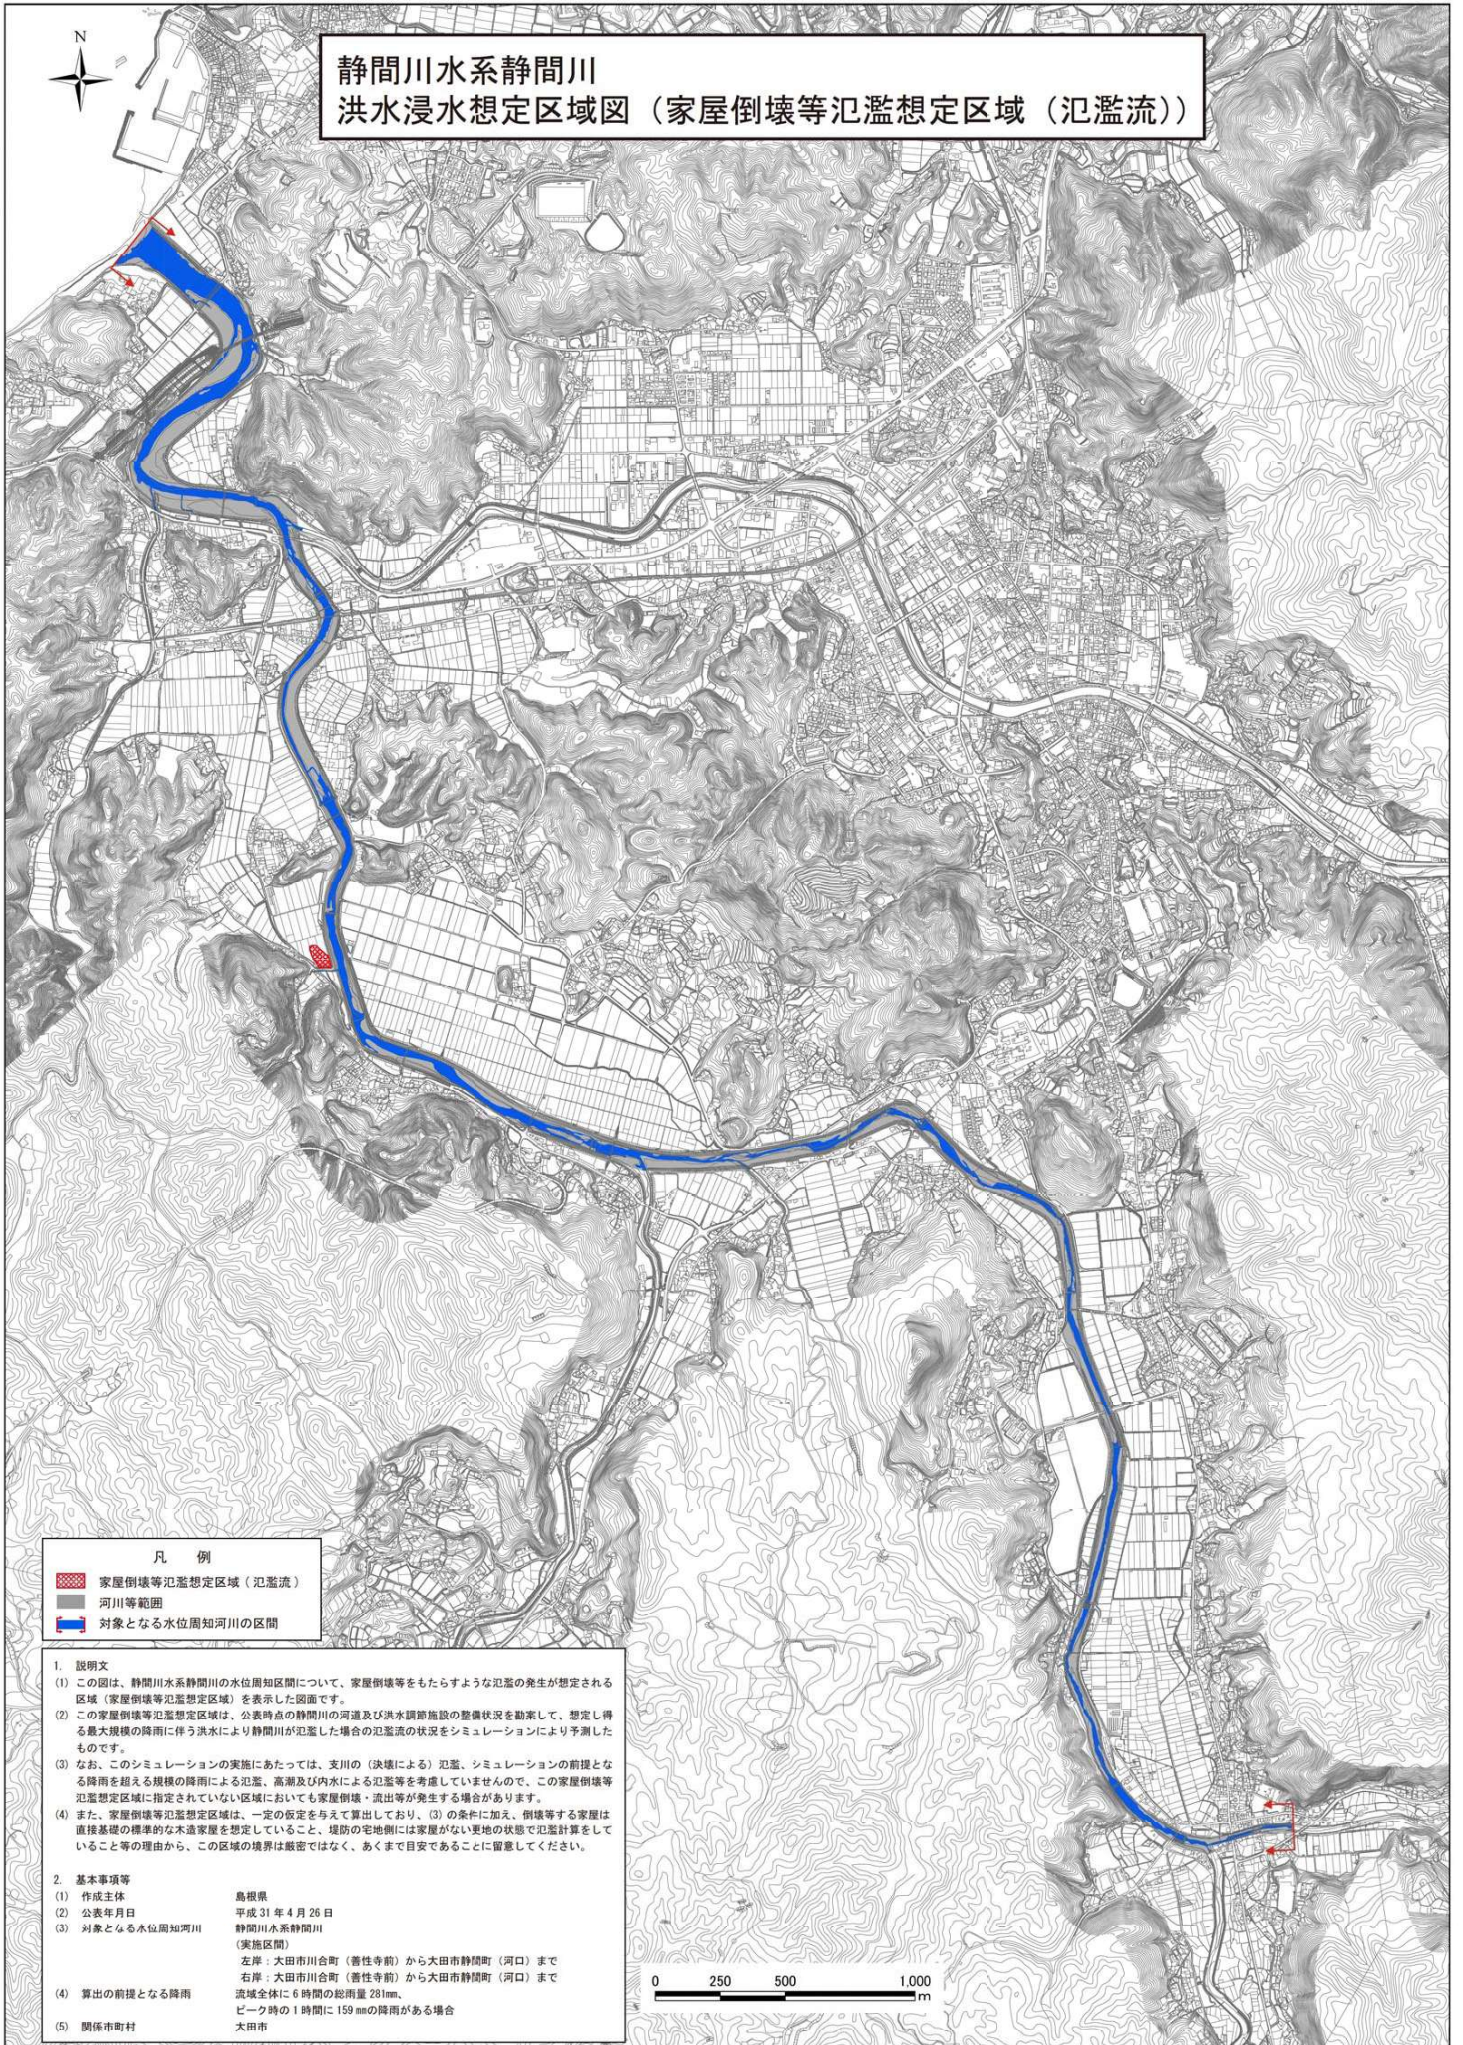 N
静間川水系静間川
洪水浸水想定区域図（家屋倒壊等氾濫想定区域（氾濫流））
凡 例
家屋倒壊等氾濫想定区域（氾濫流）
河川等範囲
対象となる水位周知河川の区間
1. 説明文
(1) この図は、静間川水系静間川の水位周知区間について、家屋倒壊等をもたらすような氾濫の発生が想定される
区域（家屋倒壊等氾濫想定区域）を表示した図面です。
(2) この家屋倒壊等氾濫想定区域は、公表時点の静間川の河道及び洪水調節施設の整備状況を勘案して、想定し得
る最大規模の降雨に伴う洪水により静間川が氾濫した場合の氾濫流の状況をシミュレーションにより予測した
ものです。
(3) なお、このシミュレーションの実施にあたっては、支川の（決壊による）氾濫、シミュレーションの前提とな
る降雨を超える規模の降雨による氾濫、高潮及び内水による氾濫等を考慮していませんので、この家屋倒壊等
氾濫想定区域に指定されていない区域においても家屋倒壊・流出等が発生する場合があります。
(4) また、家屋倒壊等氾濫想定区域は、一定の仮定を与えて算出しており、(3) の条件に加え、倒壊等する家屋は
直接基礎の標準的な木造家屋を想定していること、堤防の宅地側には家屋がない更地の状態で氾濫計算をして
いること等の理由から、この区域の境界は厳密ではなく、あくまで目安であることに留意してください。
2. 基本事項等
(1) 作成主体 島根県
(2) 公表年月日 平成 31 年 4 月 26 日
(3) 対象となる水位周知河川 静間川水系静間川
（実施区間）
左岸：大田市川合町（善性寺前）から大田市静間町（河口）まで
右岸：大田市川合町（善性寺前）から大田市静間町（河口）まで
(4) 算出の前提となる降雨 流域全体に 6 時間の総雨量 281mm、
ピーク時の 1 時間に 159 mmの降雨がある場合
(5) 関係市町村 大田市
0 250 500 1,000
m